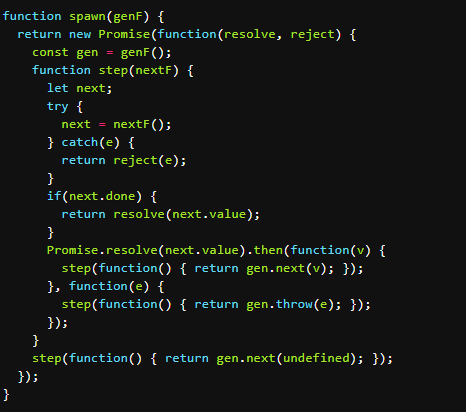 function spawn(genF) {
  return new Promise(function(resolve, reject) {
    const gen = genF();
    function step(nextF) {
      let next;
      try {
        next = nextF();
      } catch(e) {
        return reject(e);
      }
      if(next.done) {
        return resolve(next.value);
      }
      Promise.resolve(next.value).then(function(v) {
        step(function() { return gen.next(v); });
      }, function(e) {
        step(function() { return gen.throw(e); });
      });
    }
    step(function() { return gen.next(undefined); });
  });
}